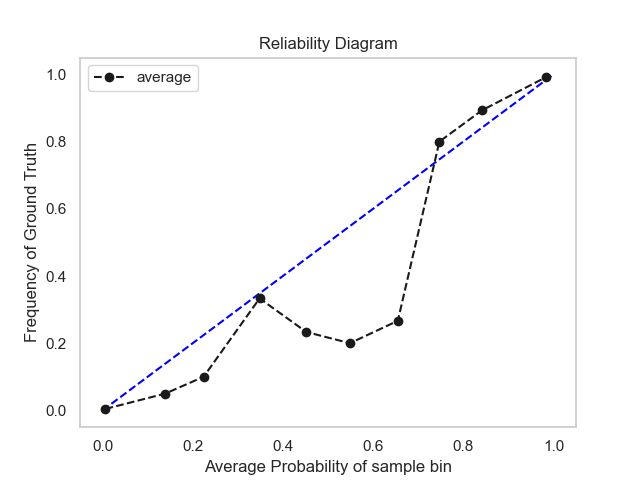 Reliability Diagram
average
Frequency of Ground Truth
1.0
0.8
0.6
0.4
0.2
0.0
0.0 0.2 0.4 0.6 0.8 1.0
Average Probability of sample bin